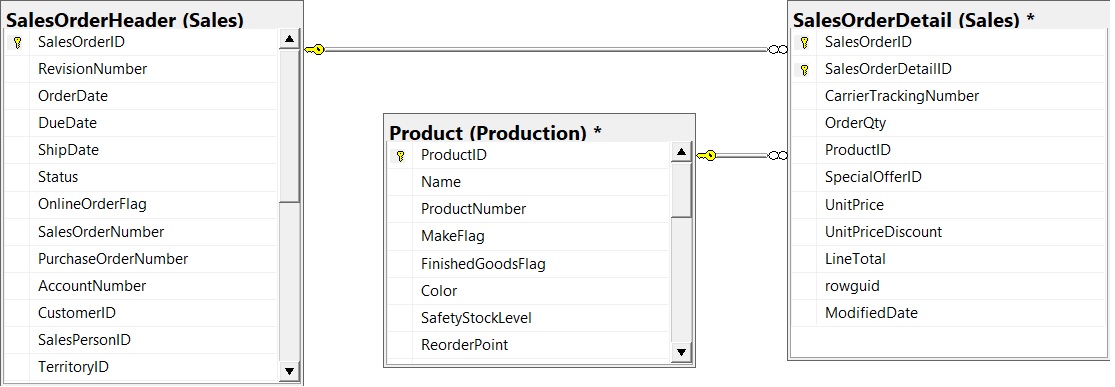 SalesOrderHeader (Sales)
SalesOrderID
RevisionNumber
OrderDate
DueDate
ShipDate
Status
OnlineOrderFlag
SalesOrderNumber
PurchaseOrderNumber
AccountNumber
CustomerID
SalesPersonID
TerritoryID
Product (Production) *
ProductID
Name
ProductNumber
MakeFlag
FinishedGoodsFlag
Color
SafetyStockLevel
ReorderPoint
SalesOrderDetail (Sales) *
SalesOrderID
SalesOrderDetailID
CarrierTrackingNumber
OrderQty
ProductID
SpecialOfferID
UnitPrice
UnitPriceDiscount
LineTotal
rowguid
ModifiedDate